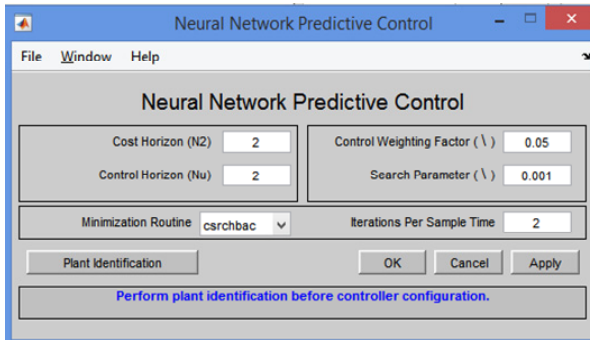 Neural Network Predictive Control
File Window Help
Neural Network Predictive Control
Cost Horizon (N2) 2 Control Weighting Factor ( \ ) 0.05
Control Horizon (Nu) 2 Search Parameter ( \ ) 0.001
Minimization Routine csrchbac Iterations Per Sample Time 2
Plant Identification OK Cancel Apply
Perform plant identification before controller configuration.